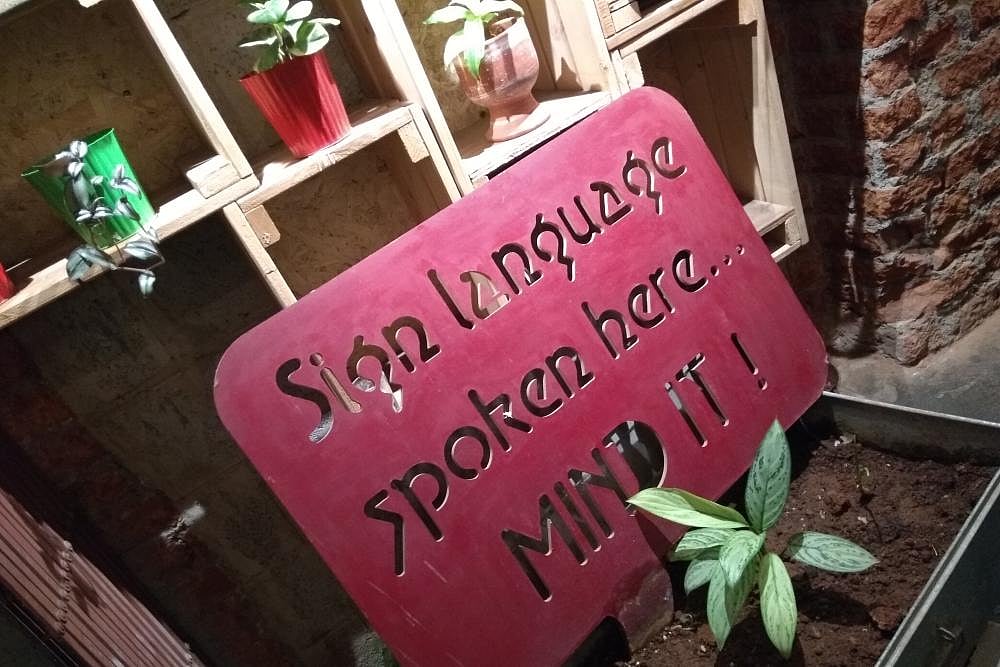 Sign language
spoken here...
MIND IT !